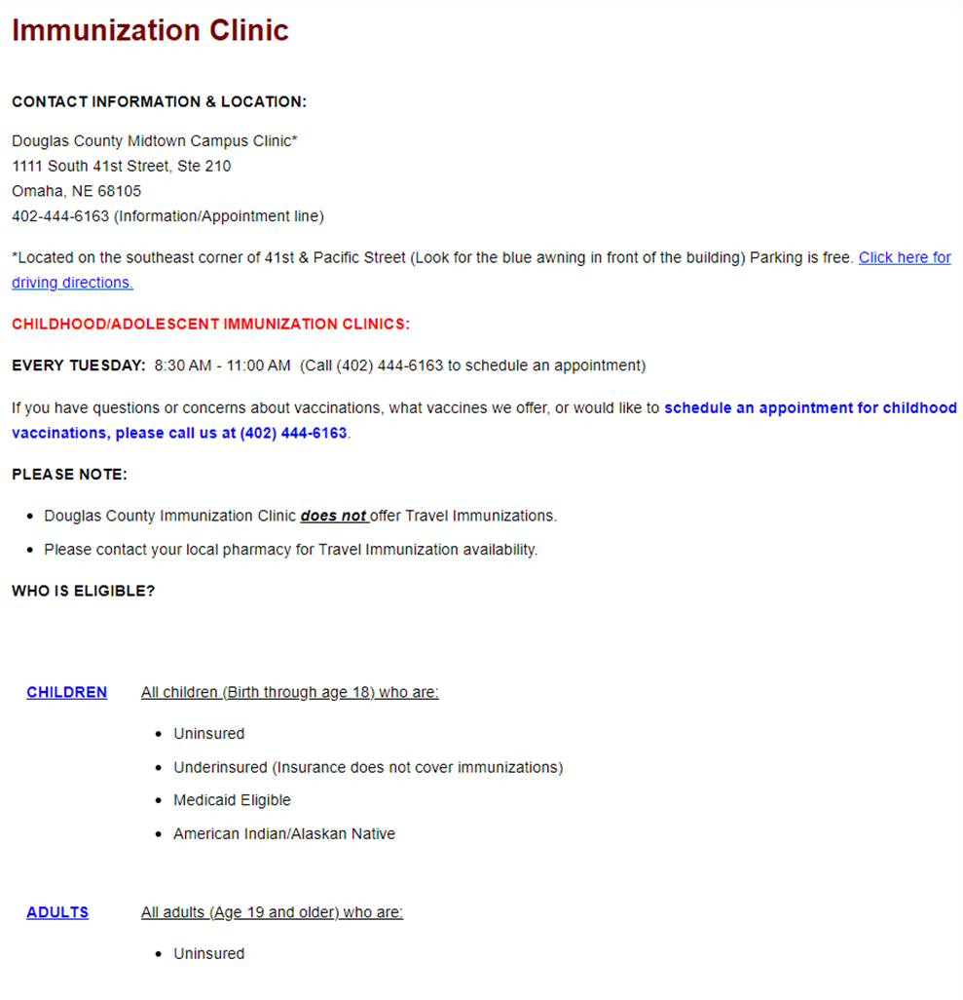 Immunization Clinic
CONTACT INFORMATION & LOCATION:
Douglas County Midtown Campus Clinic*
1111 South 41st Street, Ste 210
Omaha, NE 68105
402-444-6163 (Information/Appointment line)
*Located on the southeast corner of 41st & Pacific Street (Look for the blue awning in front of the building) Parking is free. Click here for
driving directions.
CHILDHOOD/ADOLESCENT IMMUNIZATION CLINICS:
EVERY TUESDAY:  8:30 AM - 11:00 AM  (Call (402) 444-6163 to schedule an appointment)
If you have questions or concerns about vaccinations, what vaccines we offer, or would like to schedule an appointment for childhood
vaccinations, please call us at (402) 444-6163.
PLEASE NOTE:
• Douglas County Immunization Clinic does not offer Travel Immunizations.
• Please contact your local pharmacy for Travel Immunization availability.
WHO IS ELIGIBLE?
CHILDREN All children (Birth through age 18) who are:
• Uninsured
• Underinsured (Insurance does not cover immunizations)
• Medicaid Eligible
• American Indian/Alaskan Native
ADULTS All adults (Age 19 and older) who are:
• Uninsured